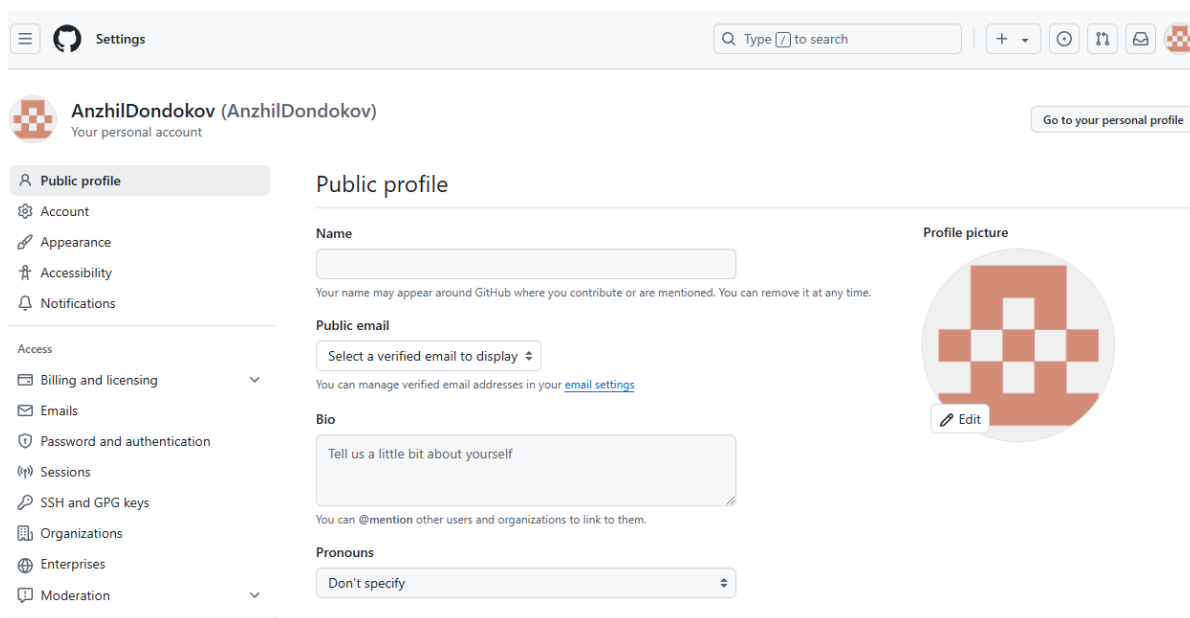 Settings
Type / to search
AnzhilDondokov (AnzhilDondokov)
Your personal account
Go to your personal profile
Public profile
Account
Appearance
Accessibility
Notifications
Access
Billing and licensing
Emails
Password and authentication
Sessions
SSH and GPG keys
Organizations
Enterprises
Moderation
Public profile
Name
Your name may appear around GitHub where you contribute or are mentioned. You can remove it at any time.
Public email
Select a verified email to display
You can manage verified email addresses in your email settings
Bio
Tell us a little bit about yourself
You can @mention other users and organizations to link to them.
Pronouns
Don't specify
Profile picture
Edit